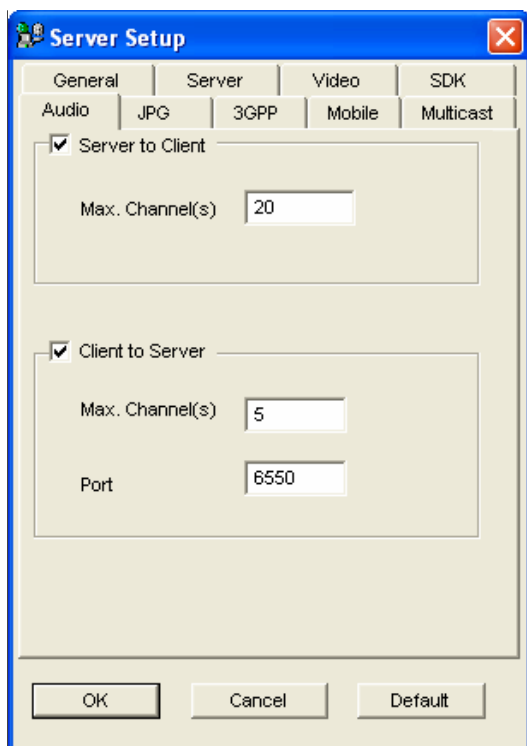 Server Setup
General Server Video SDK
Audio JPG 3GPP Mobile Multicast
Server to Client
Max. Channel(s) 20
Client to Server
Max. Channel(s) 5
Port 6550
OK Cancel Default